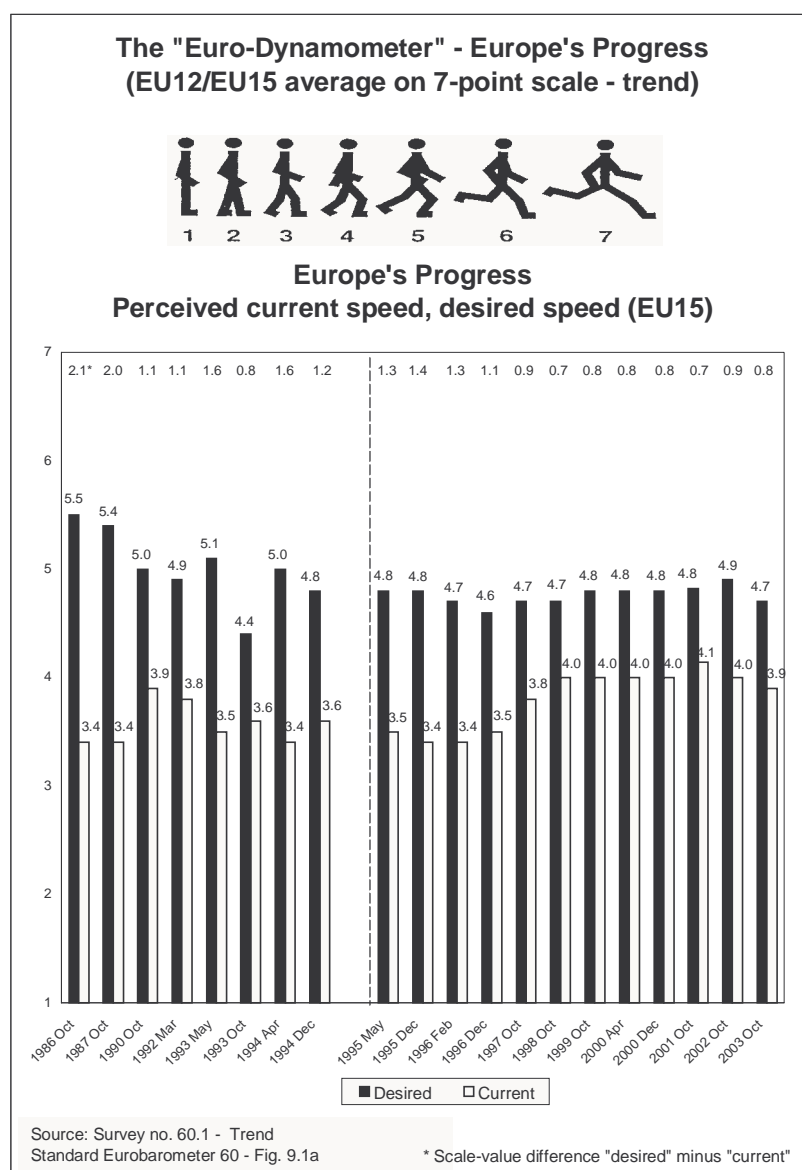 The "Euro-Dynamometer" - Europe's Progress
(EU12/EU15 average on 7-point scale - trend)
1 2 3 4 5 6 7
Europe's Progress
Perceived current speed, desired speed (EU15)
7
2.1* 2.0 1.1 1.1 1.6 0.8 1.6 1.2 1.3 1.4 1.3 1.1 0.9 0.7 0.8 0.8 0.8 0.7 0.9 0.8
6
5.5 5.4 5.0 4.9 5.1 4.4 5.0 4.8 4.8 4.8 4.7 4.6 4.7 4.7 4.8 4.8 4.8 4.8 4.9 4.7
5
3.4 3.4 3.9 3.8 3.5 3.6 3.4 3.6 3.5 3.4 3.4 3.5 3.8 4.0 4.0 4.0 4.0 4.1 4.0 3.9
4
3
2
1
1986 Oct 1987 Oct 1990 Oct 1992 Mar 1993 May 1993 Oct 1994 Apr 1994 Dec 1995 May 1995 Dec 1996 Feb 1996 Dec 1997 Oct 1998 Oct 1999 Oct 2000 Apr 2000 Dec 2001 Oct 2002 Oct 2003 Oct
Desired Current
Source: Survey no. 60.1 - Trend
Standard Eurobarometer 60 - Fig. 9.1a
* Scale-value difference "desired" minus "current"